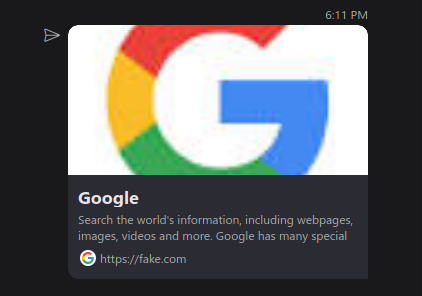 6:11 PM
Google
Search the world's information, including webpages,
images, videos and more. Google has many special
https://fake.com